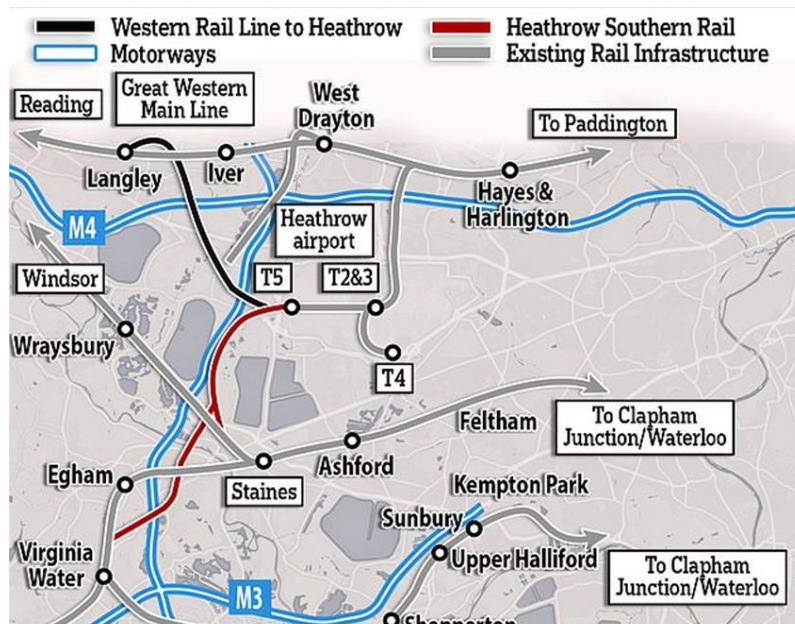 Western Rail Line to Heathrow
Heathrow Southern Rail
Motorways
Existing Rail Infrastructure
Reading
Great Western
Main Line
West
Drayton
To Paddington
Langley
Iver
Hayes &
Harlington
M4
Heathrow
airport
Windsor
T5
T2&3
Wraysbury
T4
Feltham
To Clapham
Junction/Waterloo
Ashford
Egham
Staines
Kempton Park
Sunbury
Upper Halliford
Virginia
Water
To Clapham
Junction/Waterloo
M3
Shepperton